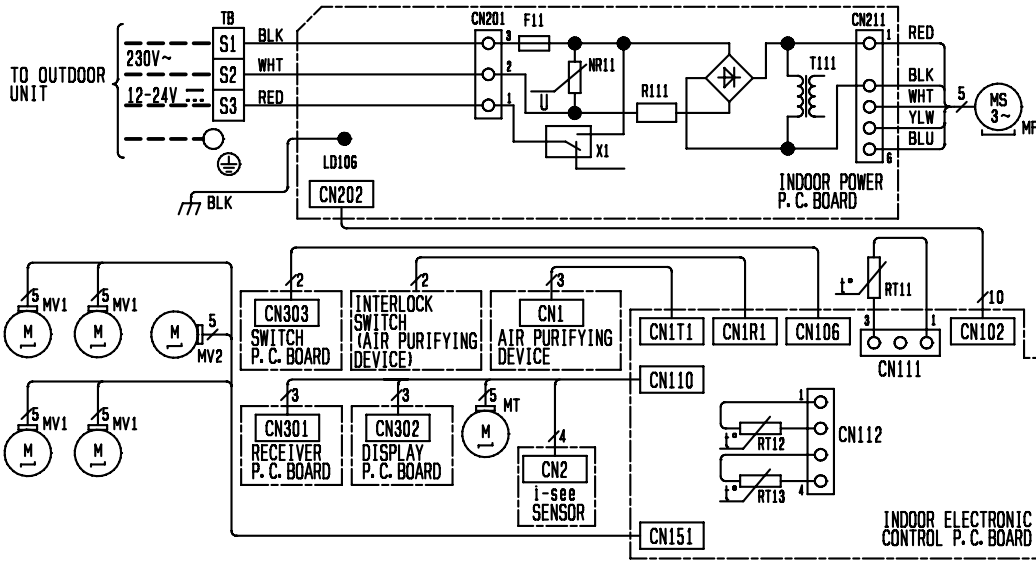 TB
CN201
F11
CN211
S1
BLK
3
1
RED
230V~
NR11
T111
TO OUTDOOR
UNIT
S2
WHT
2
BLK
12-24V
U
R111
WHT
5
MS
3~
S3
RED
1
YLW
MF
X1
BLU
6
LD106
INDOOR POWER
P.C.BOARD
BLK
CN202
t°
RT11
5
MV1
5
MV1
5
MV2
2
2
3
10
CN303
SWITCH
P.C.BOARD
INTERLOCK
SWITCH
(AIR PURIFYING
DEVICE)
CN1
AIR PURIFYING
DEVICE
CN1T1
CN1R1
CN106
3
1
CN102
CN111
M
M
M
CN110
5
MV1
5
MV1
3
3
5
MT
1
CN301
RECEIVER
P.C.BOARD
CN302
DISPLAY
P.C.BOARD
M
4
t°
RT12
CN112
M
M
CN2
i-see
SENSOR
t°
RT13
4
CN151
INDOOR ELECTRONIC
CONTROL P.C.BOARD